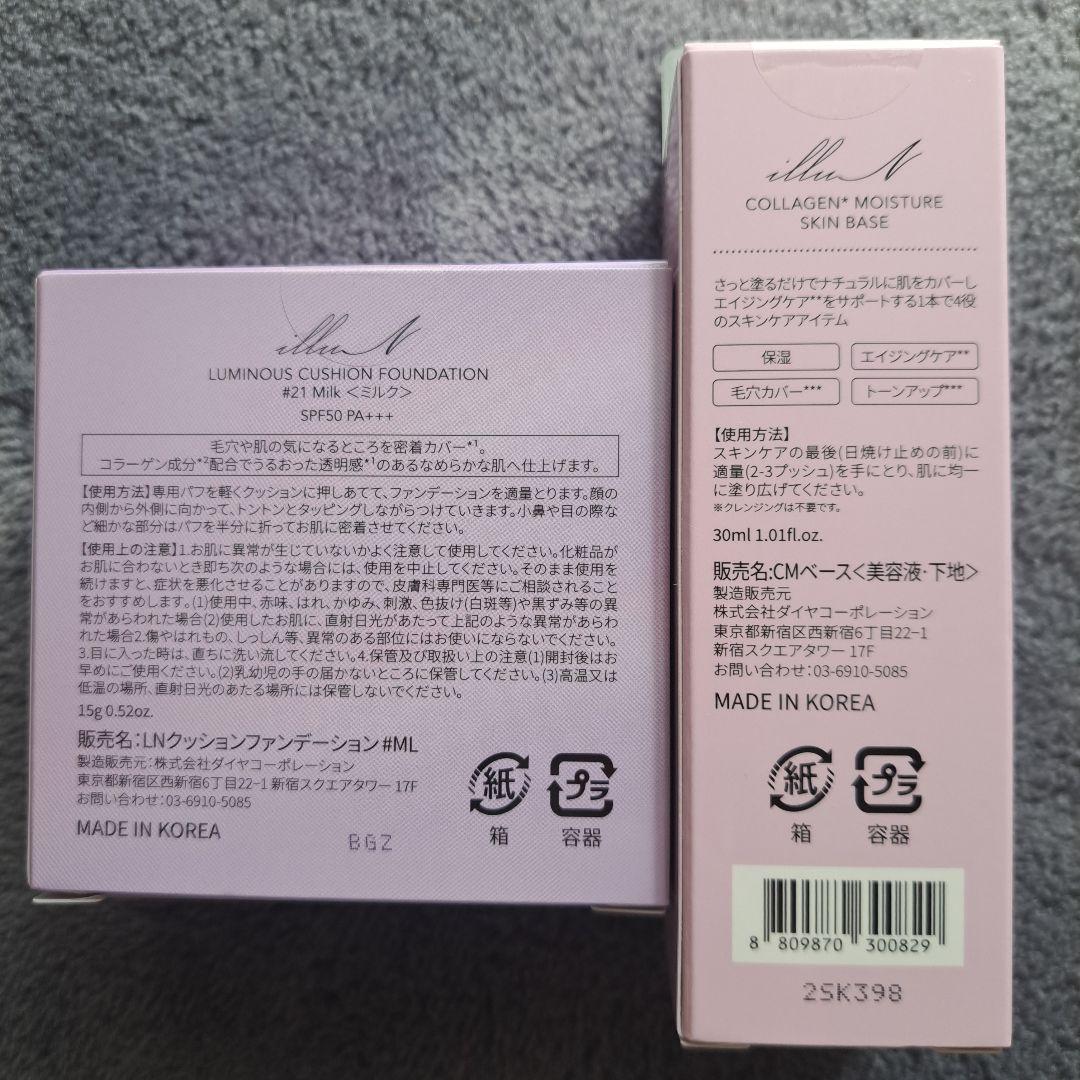 illuN
LUMINOUS CUSHION FOUNDATION
#21 Milk <ミルク>
SPF50 PA+++
毛穴や肌の気になるところを密着カバー*1。
コラーゲン成分*2配合でうるおった透明感*1のあるなめらかな肌へ仕上げます。
【使用方法】専用パフを軽くクッションに押しあてて、ファンデーションを適量とります。顔の
内側から外側に向かって、トントンとタッピングしながらつけていきます。小鼻や目の際な
ど細かな部分はパフを半分に折ってお肌に密着させてください。
【使用上の注意】1.お肌に異常が生じていないかよく注意して使用してください。化粧品が
お肌に合わないとき即ち次のような場合には、使用を中止してください。そのまま使用を
続けますと、症状を悪化させることがありますので、皮膚科専門医等にご相談されること
をおすすめします。(1)使用中、赤味、はれ、かゆみ、刺激、色抜け(白斑等)や黒ずみ等の異
常があらわれた場合(2)使用したお肌に、直射日光があたって上記のような異常があらわ
れた場合2.傷やはれもの、しっしん等、異常のある部位にはお使いにならないでください。
3.目に入った時は、直ちに洗い流してください。4.保管及び取扱い上の注意(1)開封後はお
早めにご使用ください。(2)乳幼児の手の届かないところに保管してください。(3)高温又は
低温の場所、直射日光のあたる場所には保管しないでください。
15g 0.52oz.
販売名:LNクッションファンデーション #ML
製造販売元:株式会社ダイヤコーポレーション
東京都新宿区西新宿6丁目22-1 新宿スクエアタワー 17F
お問い合わせ:03-6910-5085
MADE IN KOREA
BGZ
紙
箱
プラ
容器
illuN
COLLAGEN* MOISTURE
SKIN BASE
さっと塗るだけでナチュラルに肌をカバーし
エイジングケア**をサポートする1本で4役
のスキンケアアイテム
保湿
エイジングケア**
毛穴カバー***
トーンアップ***
【使用方法】
スキンケアの最後(日焼け止めの前)に
適量(2-3プッシュ)を手にとり、肌に均一
に塗り広げてください。
※クレンジングは不要です。
30ml 1.01fl.oz.
販売名:CMベース<美容液·下地>
製造販売元
株式会社ダイヤコーポレーション
東京都新宿区西新宿6丁目22-1
新宿スクエアタワー 17F
お問い合わせ:03-6910-5085
MADE IN KOREA
紙
箱
プラ
容器
8 809870 300829
2SK398